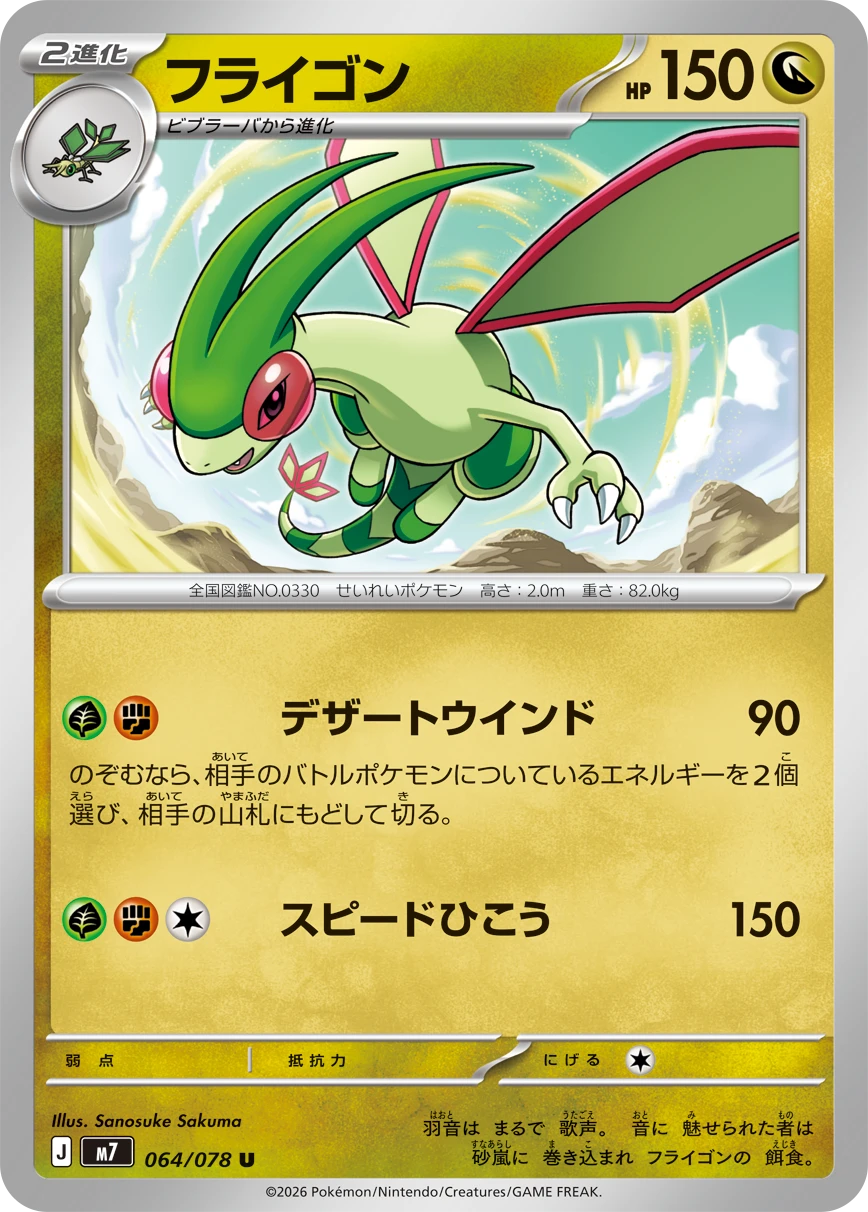 2進化
フライゴン
HP 150
ビブラーバから進化
全国図鑑NO.0330 せいれいポケモン 高さ：2.0m 重さ：82.0kg
デザートウインド 90
のぞむなら、相手のバトルポケモンについているエネルギーを2個
選び、相手の山札にもどして切る。
スピードひこう 150
弱点 抵抗力 にげる
Illus. Sanosuke Sakuma
羽音は まるで 歌声。 音に 魅せられた者は
砂嵐に 巻き込まれ フライゴンの 餌食。
J M7 064/078 U
©2026 Pokémon/Nintendo/Creatures/GAME FREAK.